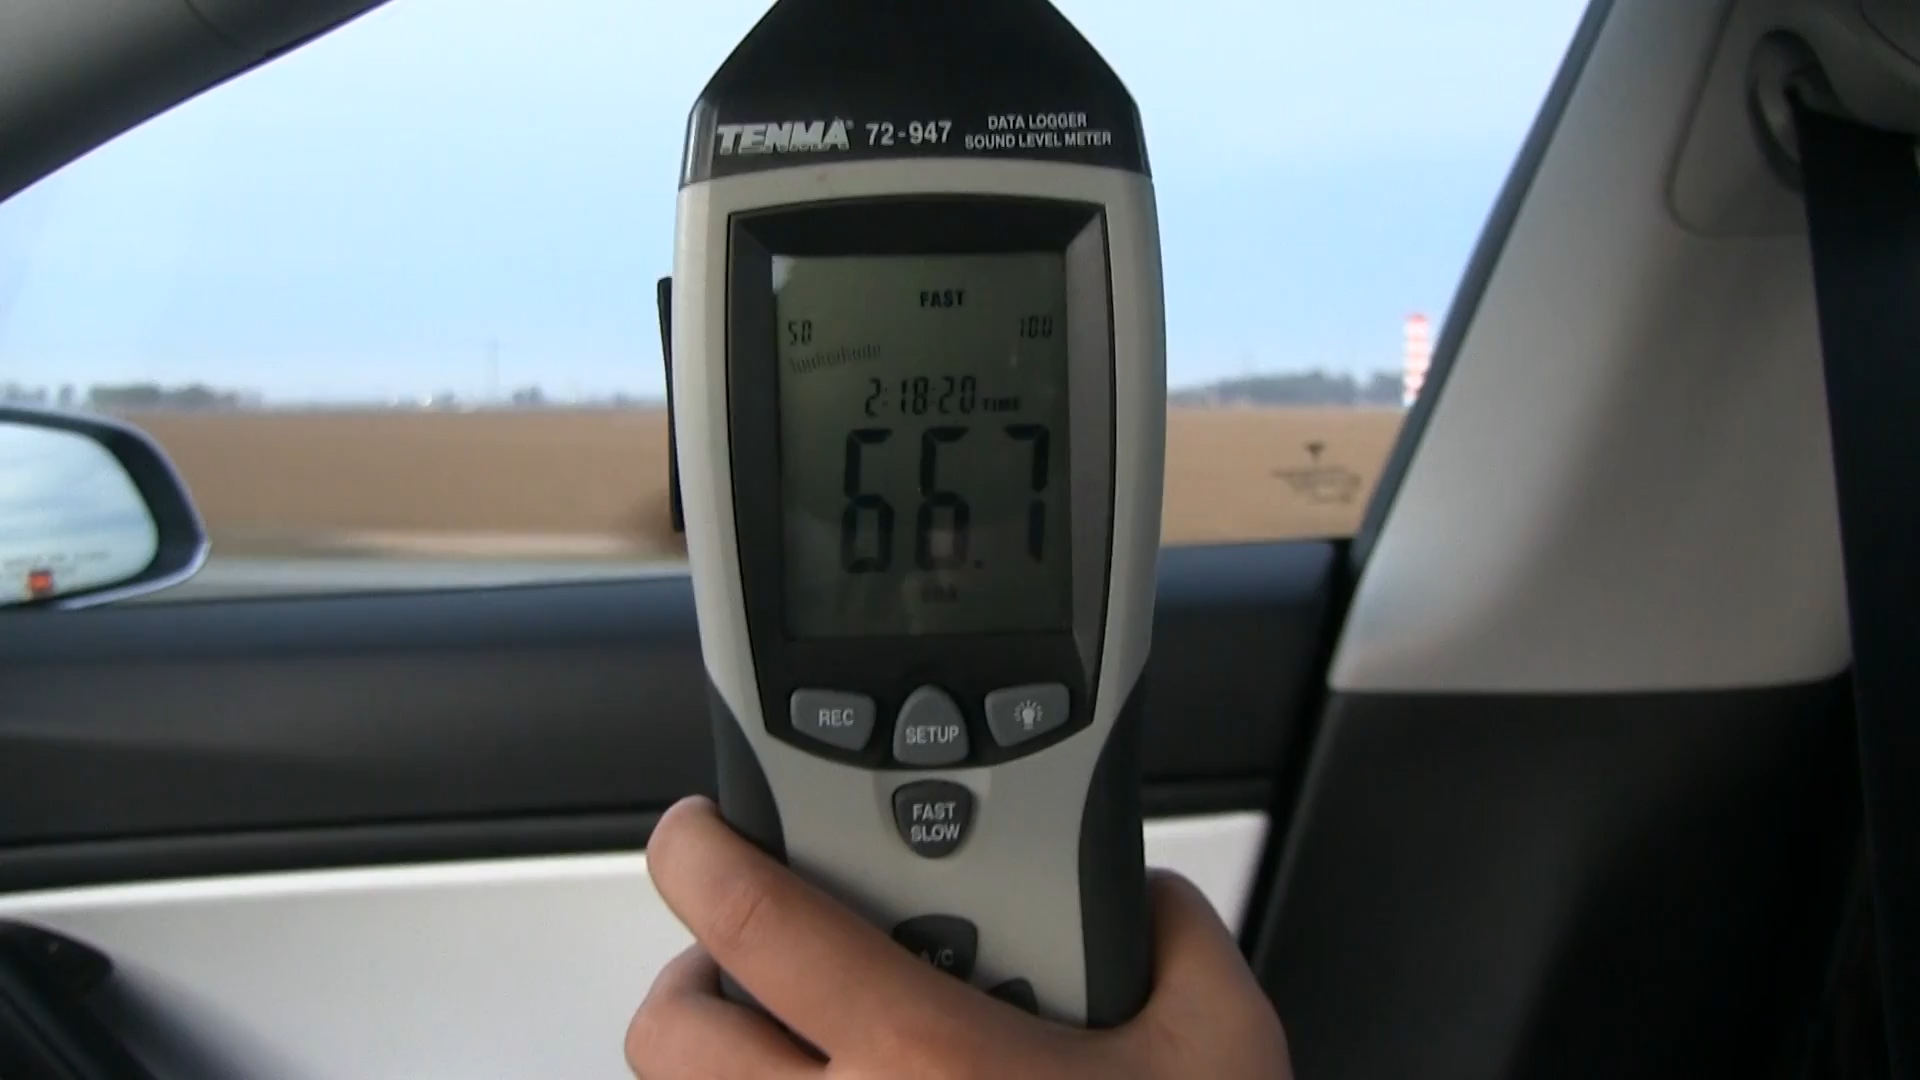 TENMA 72-947 DATA LOGGER
SOUND LEVEL METER
FAST
50 100
2:18:20 TIME
66.7
REC SETUP
FAST
SLOW
A/C